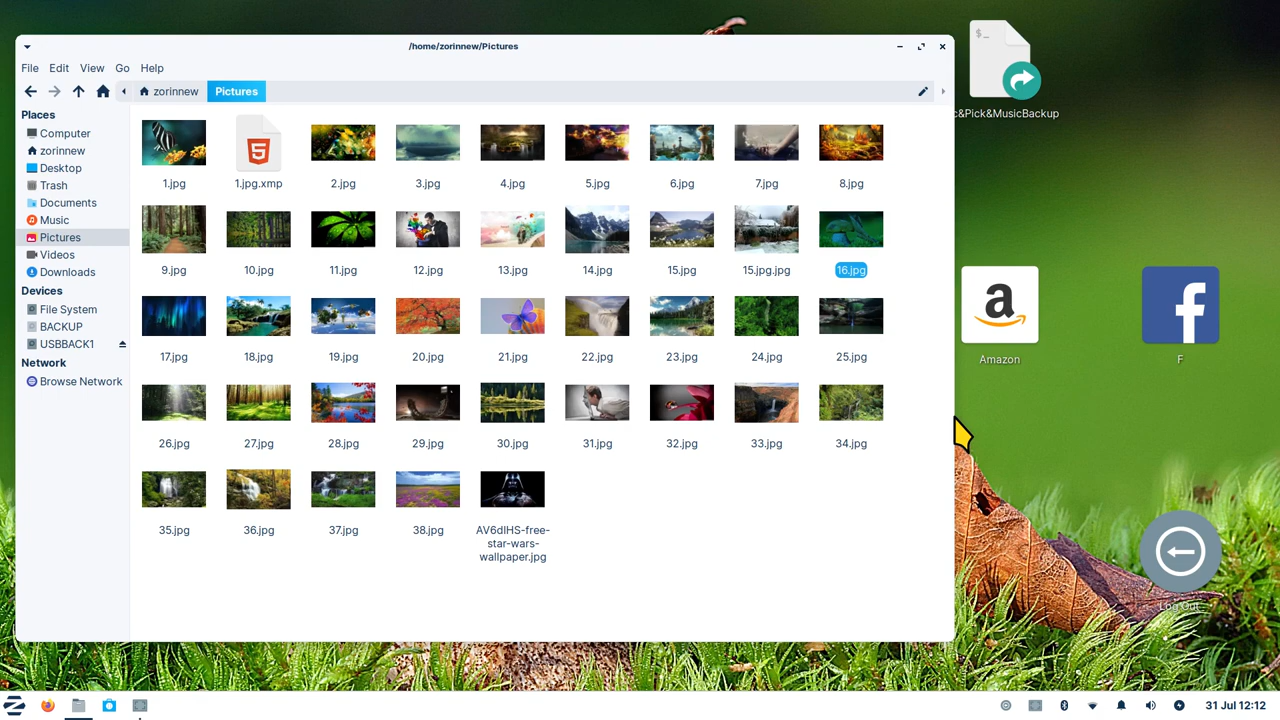 /home/zorinnew/Pictures
File Edit View Go Help
zorinnew Pictures
Places
Computer
zorinnew
Desktop
Trash
Documents
Music
Pictures
Videos
Downloads
Devices
File System
BACKUP
USBBACK1
Network
Browse Network
1.jpg 1.jpg.xmp 2.jpg 3.jpg 4.jpg 5.jpg 6.jpg 7.jpg 8.jpg
9.jpg 10.jpg 11.jpg 12.jpg 13.jpg 14.jpg 15.jpg 15.jpg.jpg 16.jpg
17.jpg 18.jpg 19.jpg 20.jpg 21.jpg 22.jpg 23.jpg 24.jpg 25.jpg
26.jpg 27.jpg 28.jpg 29.jpg 30.jpg 31.jpg 32.jpg 33.jpg 34.jpg
35.jpg 36.jpg 37.jpg 38.jpg AV6dIHS-free-
star-wars-
wallpaper.jpg
$_
c&Pick&MusicBackup
a
Amazon
f
F
Log Out
31 Jul 12:12